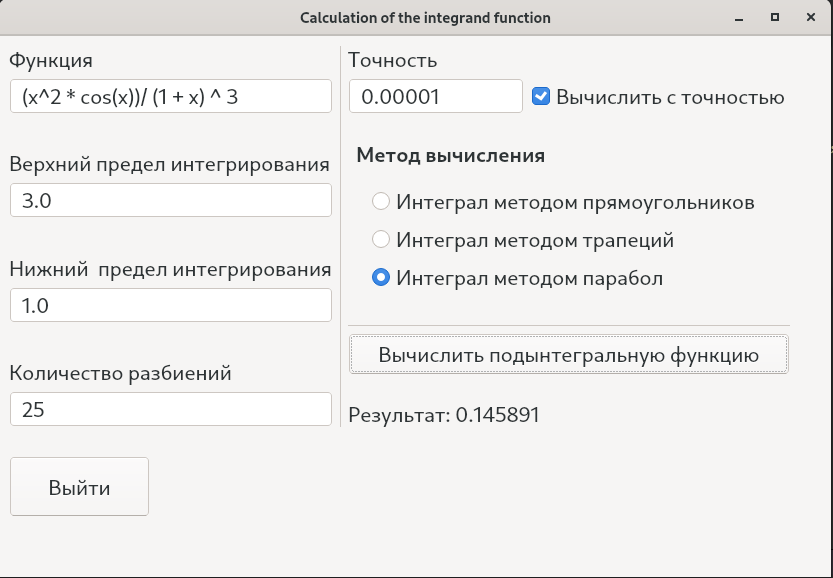 Calculation of the integrand function
Функция
(x^2 * cos(x))/ (1 + x) ^ 3
Верхний предел интегрирования
3.0
Нижний  предел интегрирования
1.0
Количество разбиений
25
Выйти
Точность
0.00001
Вычислить с точностью
Метод вычисления
Интеграл методом прямоугольников
Интеграл методом трапеций
Интеграл методом парабол
Вычислить подынтегральную функцию
Результат: 0.145891